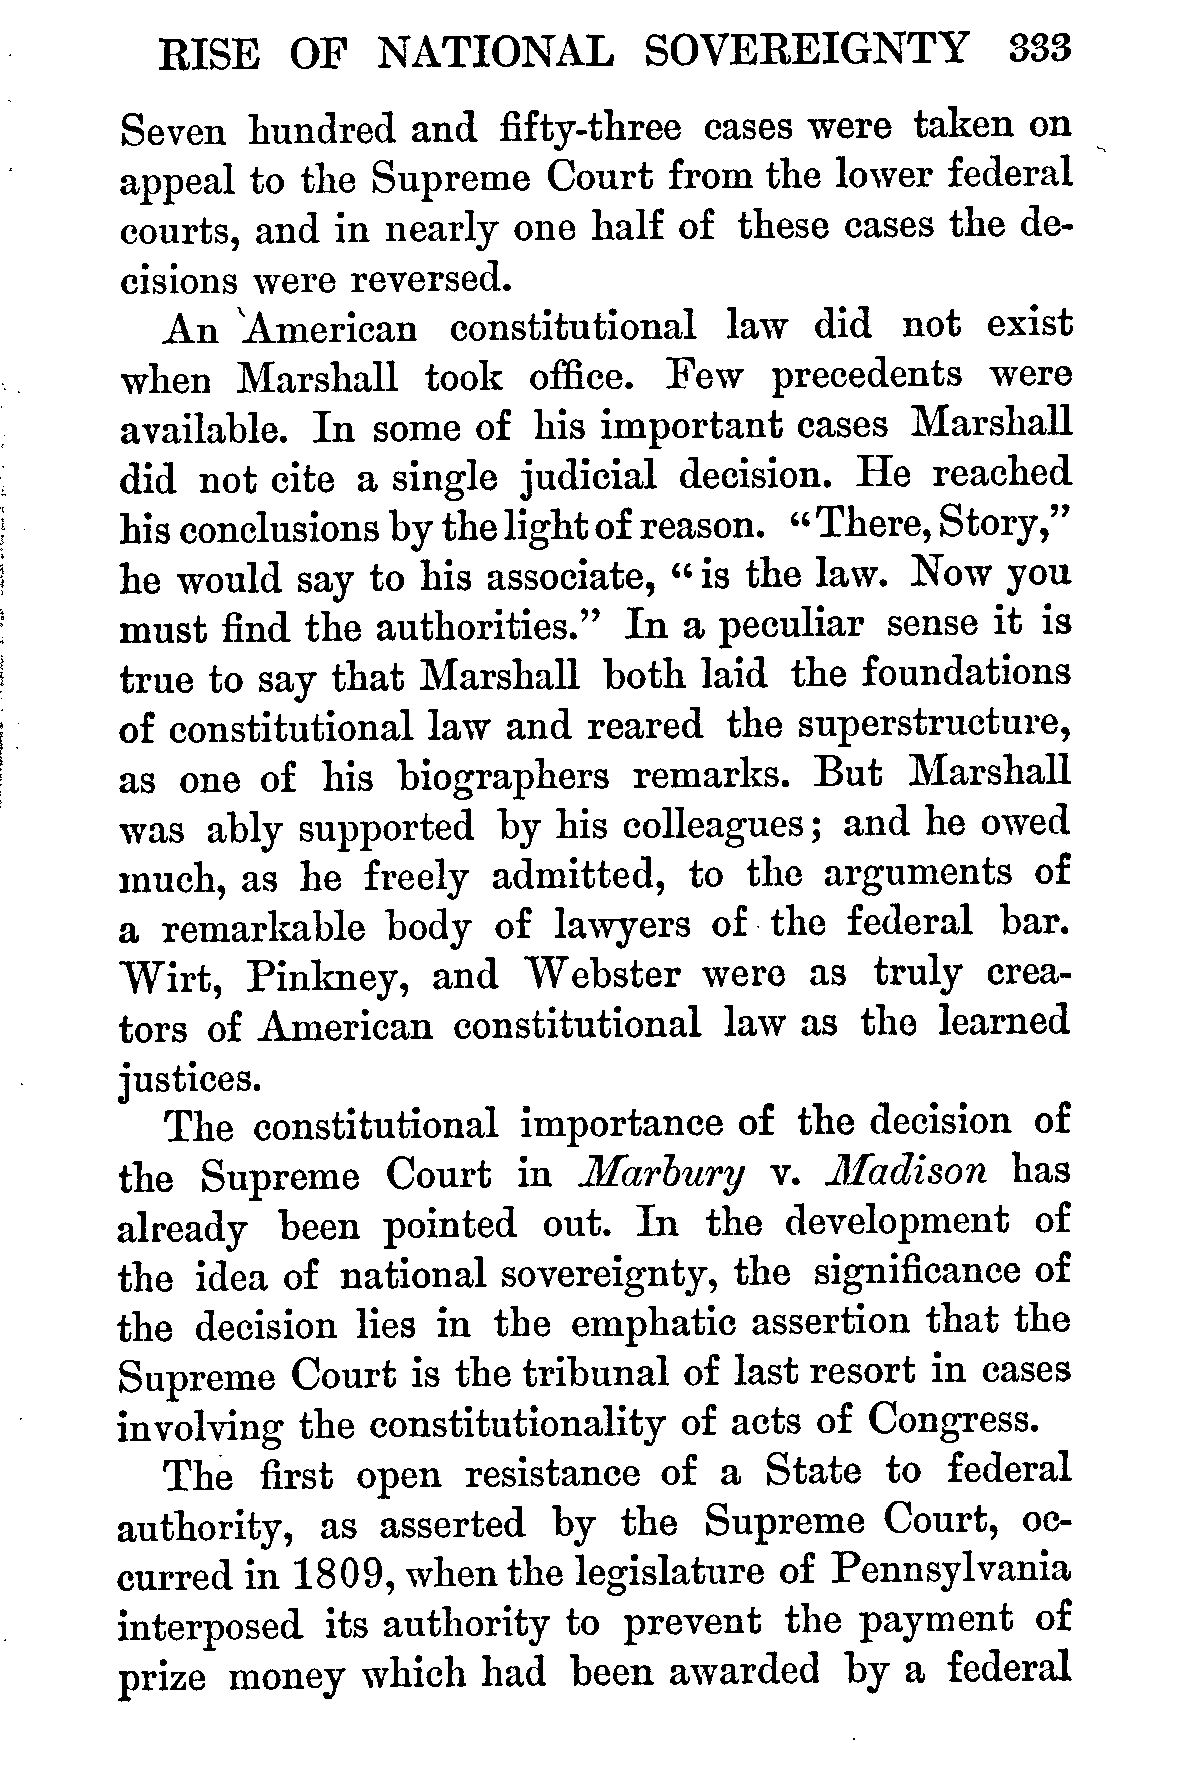 RISE OF NATIONAL SOVEREIGNTY 333
Seven hundred and fifty-three cases were taken on
appeal to the Supreme Court from the lower federal
courts, and in nearly one half of these cases the de-
cisions were reversed.
An American constitutional law did not exist
when Marshall took office. Few precedents were
available. In some of his important cases Marshall
did not cite a single judicial decision. He reached
his conclusions by the light of reason. “There, Story,”
he would say to his associate, “is the law. Now you
must find the authorities.” In a peculiar sense it is
true to say that Marshall both laid the foundations
of constitutional law and reared the superstructure,
as one of his biographers remarks. But Marshall
was ably supported by his colleagues; and he owed
much, as he freely admitted, to the arguments of
a remarkable body of lawyers of the federal bar.
Wirt, Pinkney, and Webster were as truly crea-
tors of American constitutional law as the learned
justices.
The constitutional importance of the decision of
the Supreme Court in Marbury v. Madison has
already been pointed out. In the development of
the idea of national sovereignty, the significance of
the decision lies in the emphatic assertion that the
Supreme Court is the tribunal of last resort in cases
involving the constitutionality of acts of Congress.
The first open resistance of a State to federal
authority, as asserted by the Supreme Court, oc-
curred in 1809, when the legislature of Pennsylvania
interposed its authority to prevent the payment of
prize money which had been awarded by a federal